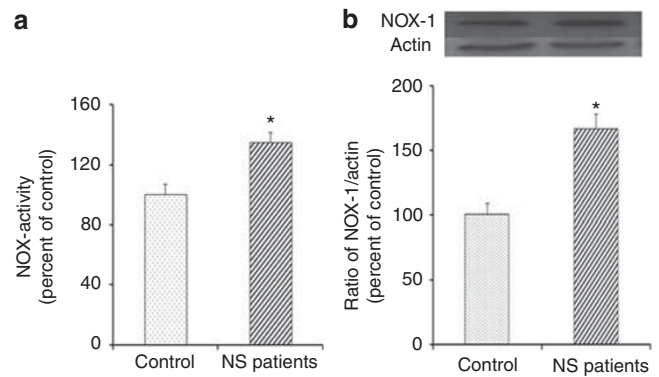 a
NOX-activity
(percent of control)
160
120
80
40
0
*
Control
NS patients
b
NOX-1
Actin
Ratio of NOX-1/actin
(percent of control)
200
150
100
50
0
*
Control
NS patients